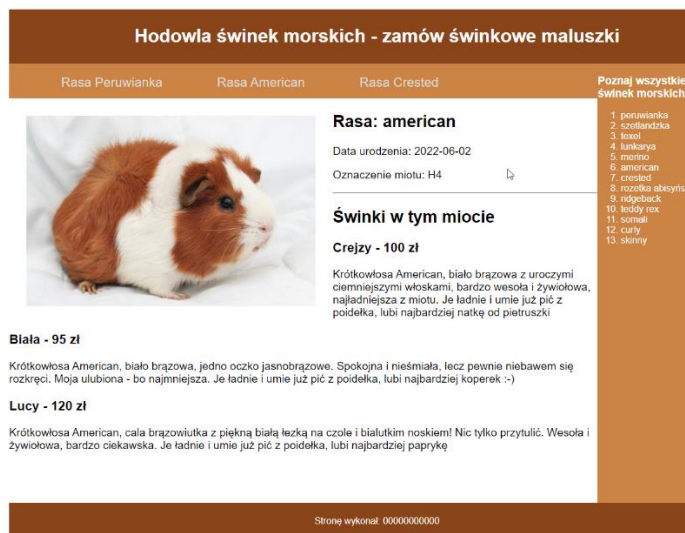 Hodowla świnek morskich - zamów świnkowe maluszki
Rasa Peruwianka Rasa American Rasa Crested
Rasa: american
Data urodzenia: 2022-06-02
Oznaczenie miotu: H4
Świnki w tym miocie
Crejzy - 100 zł
Krótkowłosa American, biało brązowa z uroczymi
ciemniejszymi włoskami, bardzo wesoła i żywiołowa,
najładniejsza z miotu. Je ładnie i umie już pić z
poidełka, lubi najbardziej natkę od pietruszki
Biała - 95 zł
Krótkowłosa American, biało brązowa, jedno oczko jasnobrązowe. Spokojna i nieśmiała, lecz pewnie niebawem się
rozkręci. Moja ulubiona - bo najmniejsza. Je ładnie i umie już pić z poidełka, lubi najbardziej koperek :-)
Lucy - 120 zł
Krótkowłosa American, cala brązowiutka z piękną białą łezką na czole i bialutkim noskiem! Nic tylko przytulić. Wesoła i
żywiołowa, bardzo ciekawska. Je ładnie i umie już pić z poidełka, lubi najbardziej paprykę
Poznaj wszystkie
świnek morskich
1. peruwianka
2. szetlandzka
3. texel
4. lunkarya
5. merino
6. american
7. crested
8. rozetka abisyńs
9. ridgeback
10. teddy rex
11. somali
12. curly
13. skinny
Stronę wykonał: 00000000000